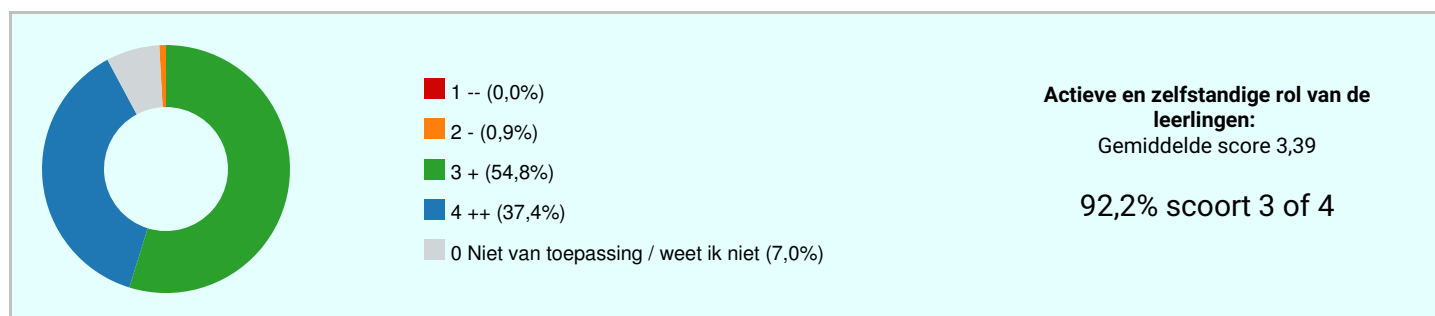 1 -- (0,0%)
2 - (0,9%)
3 + (54,8%)
4 ++ (37,4%)
0 Niet van toepassing / weet ik niet (7,0%)
Actieve en zelfstandige rol van de
leerlingen:
Gemiddelde score 3,39
92,2% scoort 3 of 4